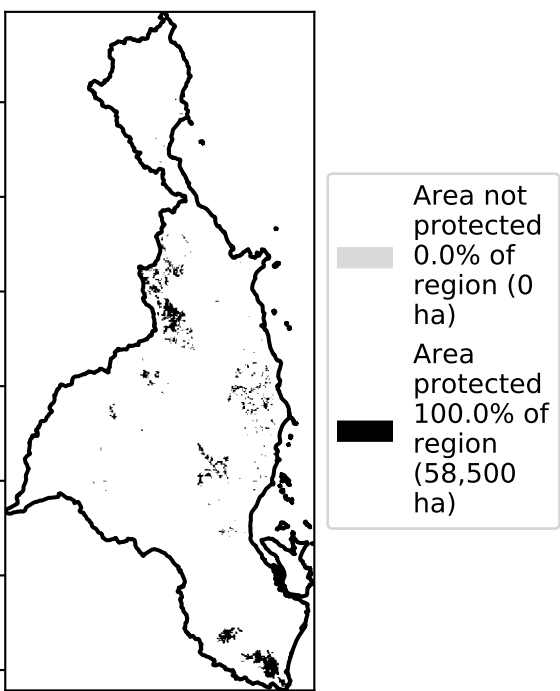 Area not
protected
0.0% of
region (0
ha)
Area
protected
100.0% of
region
(58,500
ha)